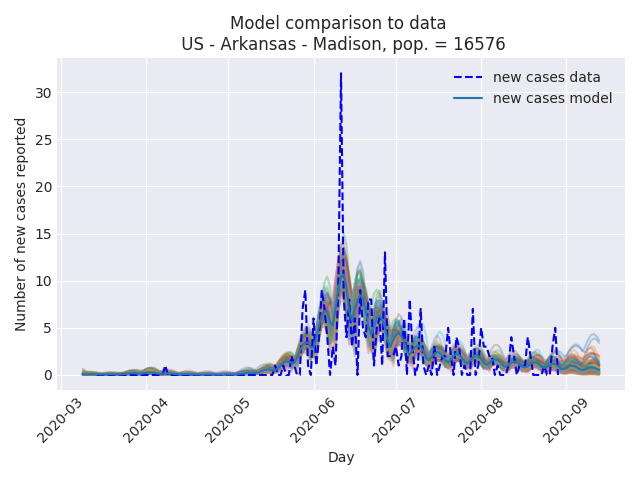 Model comparison to data
US - Arkansas - Madison, pop. = 16576
new cases data
new cases model
Number of new cases reported
30
25
20
15
10
5
0
2020-03
2020-04
2020-05
2020-06
2020-07
2020-08
2020-09
Day